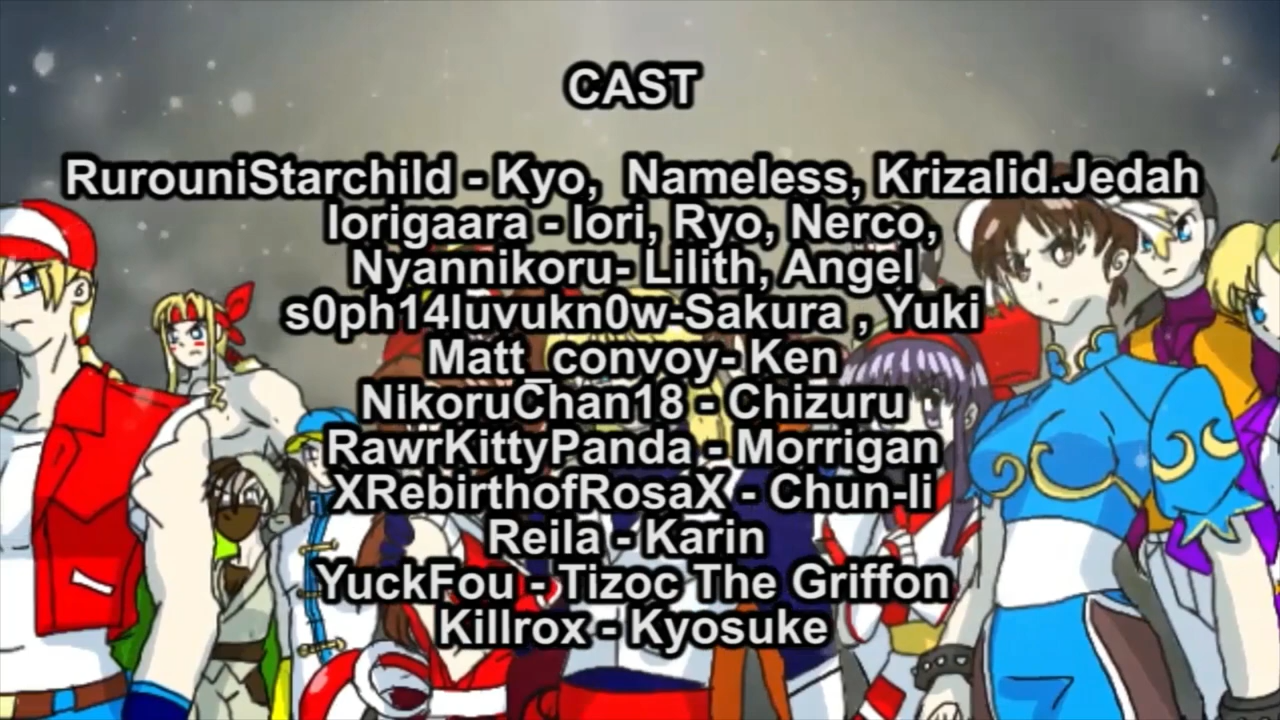 CAST
RurouniStarchild - Kyo,  Nameless, Krizalid.Jedah
Iorigaara - Iori, Ryo, Nerco,
Nyannikoru- Lilith, Angel
s0ph14luvukn0w-Sakura , Yuki
Matt_convoy- Ken
NikoruChan18 - Chizuru
RawrKittyPanda - Morrigan
XRebirthofRosaX - Chun-li
Reila - Karin
YuckFou - Tizoc The Griffon
Killrox - Kyosuke